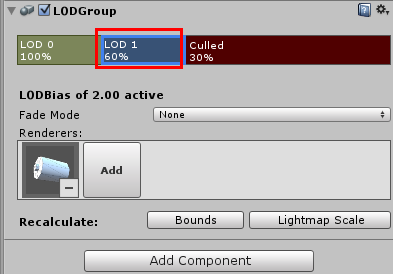 LODGroup
LOD 0
100%
LOD 1
60%
Culled
30%
LODBias of 2.00 active
Fade Mode
None
Renderers:
Add
Recalculate:
Bounds
Lightmap Scale
Add Component